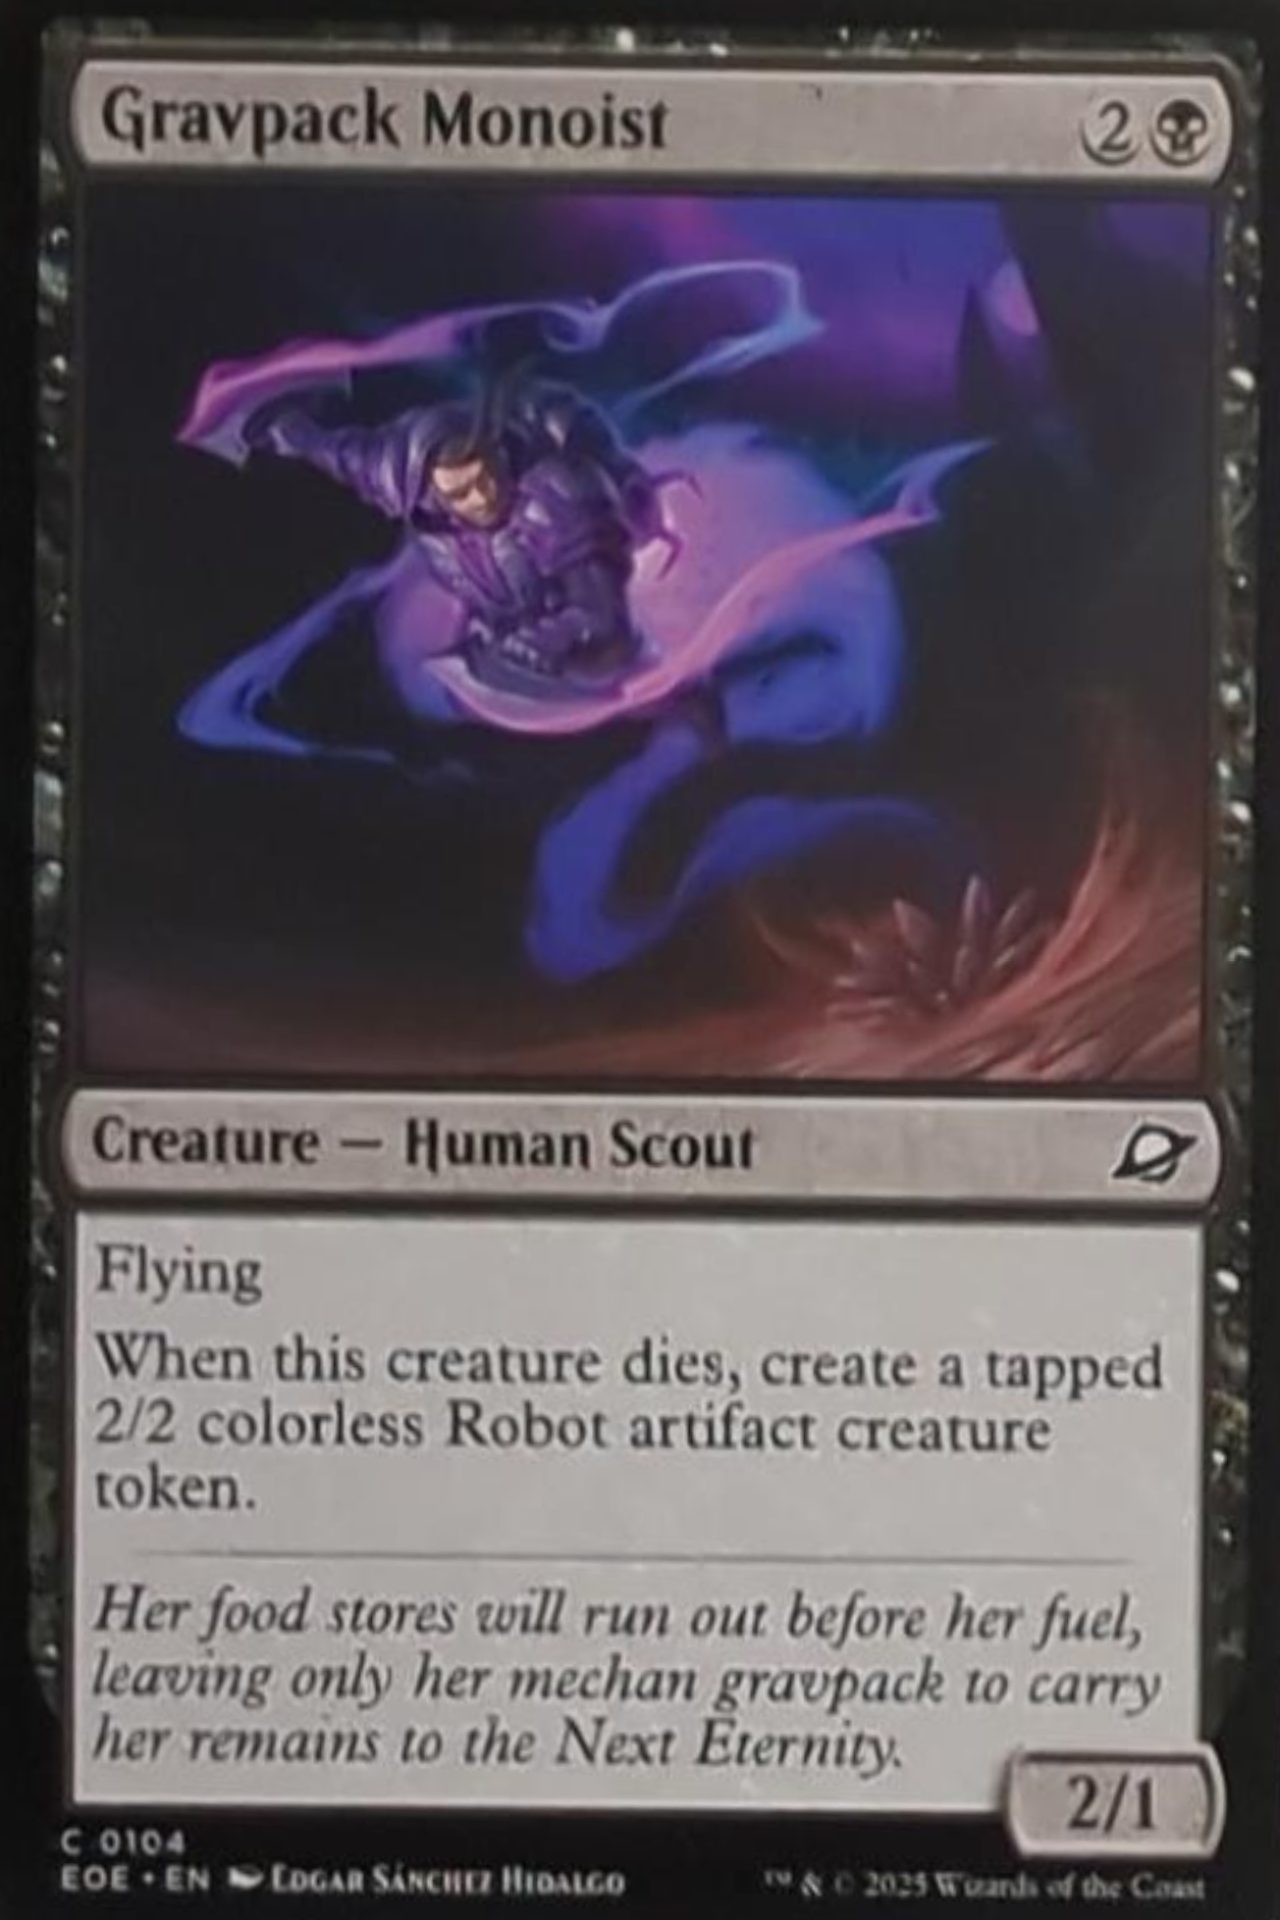 Gravpack Monoist 2
Creature — Human Scout
Flying
When this creature dies, create a tapped
2/2 colorless Robot artifact creature
token.
Her food stores will run out before her fuel,
leaving only her mechan gravpack to carry
her remains to the Next Eternity.
2/1
C 0104
EOE • EN Edgar Sánchez Hidalgo ™ & © 2025 Wizards of the Coast